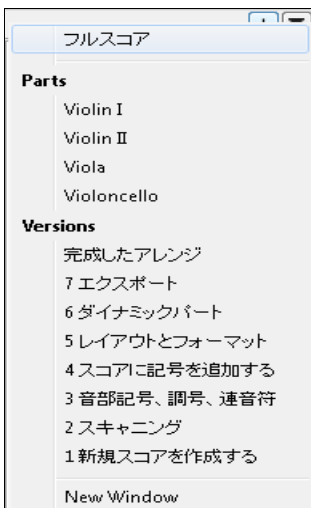 フルスコア
Parts
Violin I
Violin II
Viola
Violoncello
Versions
完成したアレンジ
7 エクスポート
6 ダイナミックパート
5 レイアウトとフォーマット
4 スコアに記号を追加する
3 音部記号、調号、連音符
2 スキャニング
1 新規スコアを作成する
New Window